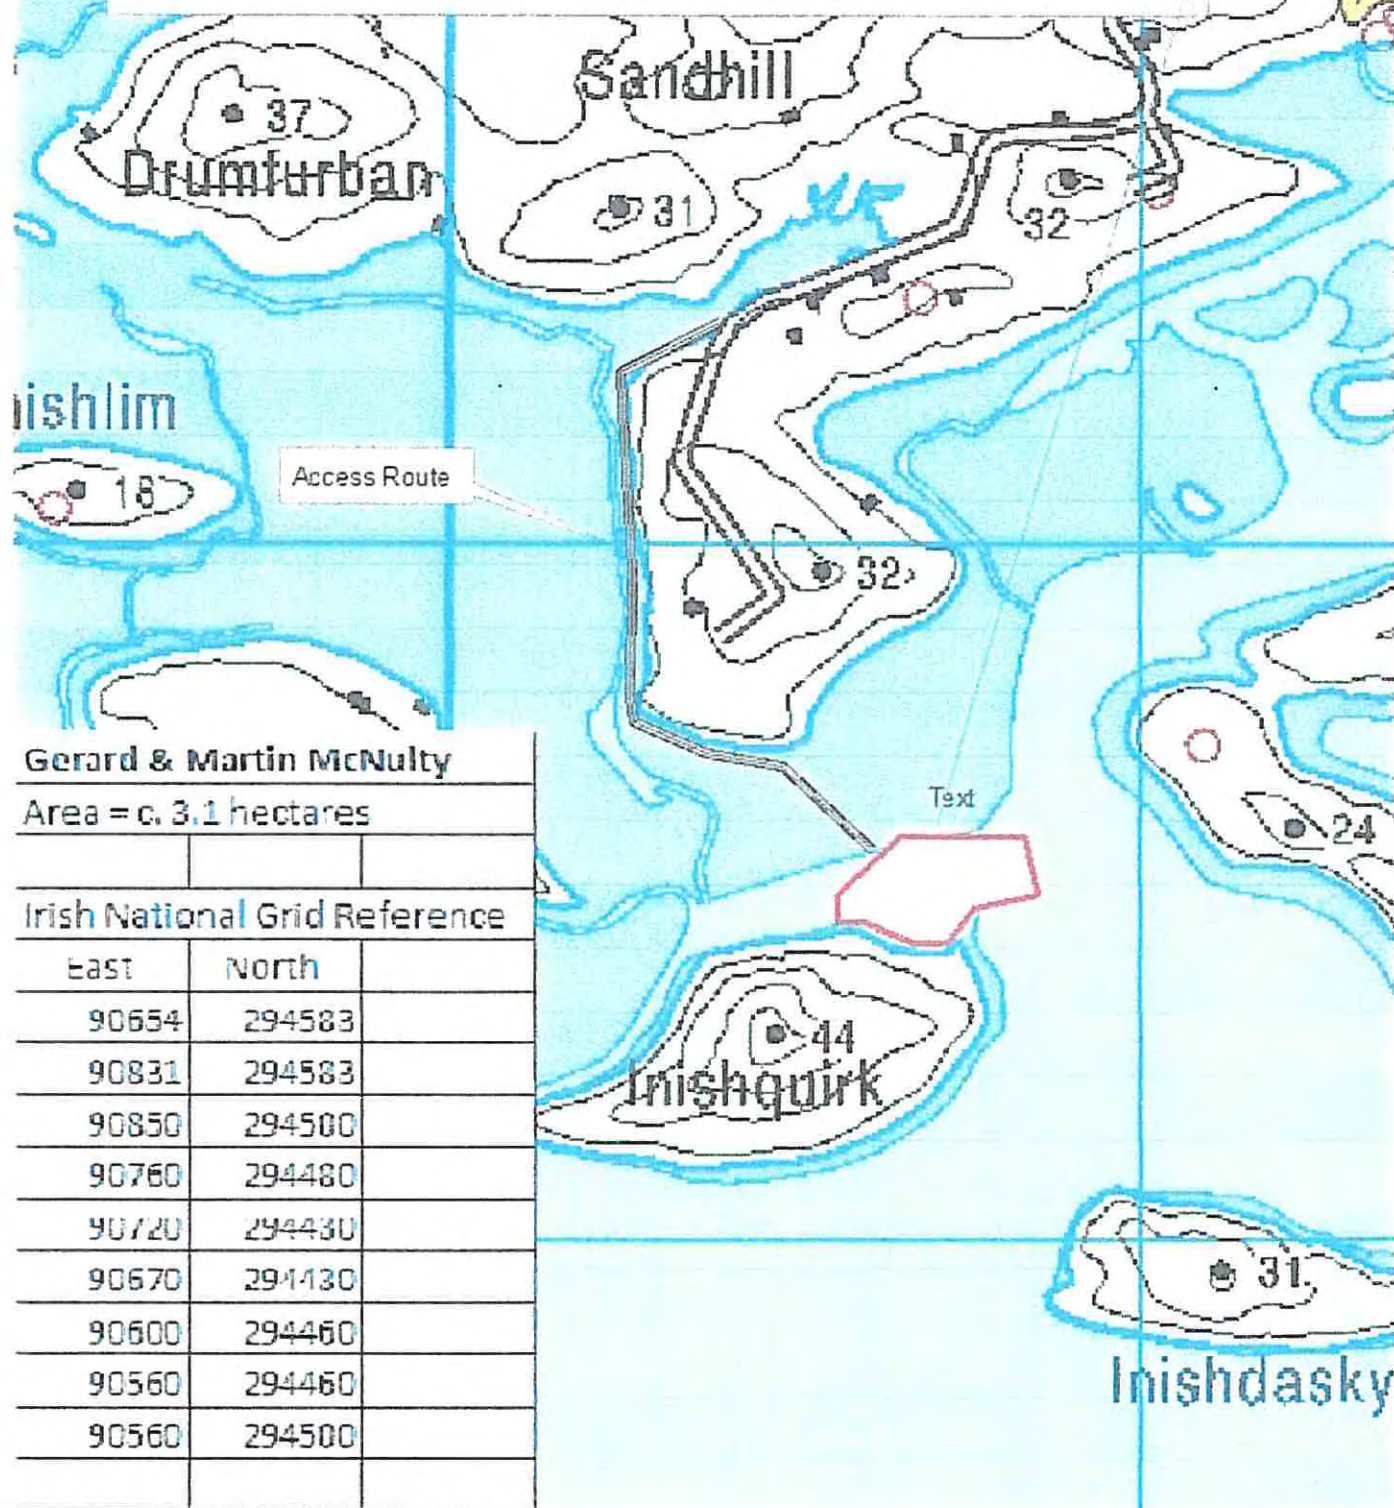 Sandhill
37
Drumfurban
31
32
ishlim
18
Access Route
32
Gerard & Martin McNulty
Area = c. 3.1 hectares
Text
24
Irish National Grid Reference
East North
90654 294583
90831 294583
90850 294500
90760 294480
90720 294430
90670 294430
90600 294460
90560 294460
90560 294500
44
Inishquirk
31
Inishdasky